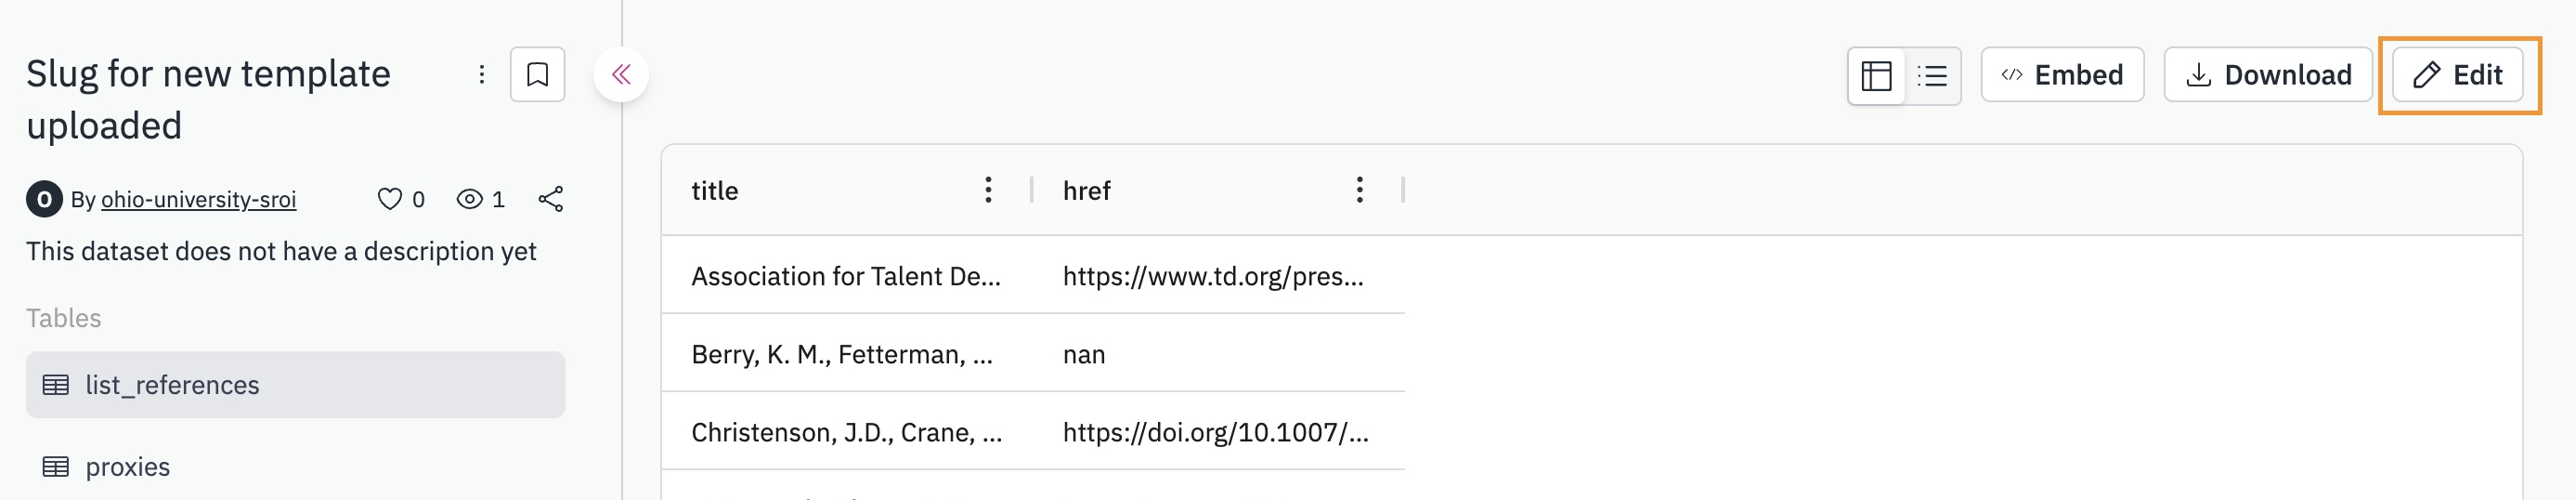 Slug for new template
uploaded
O By ohio-university-sroi 0 1
This dataset does not have a description yet
Tables
list_references
proxies
</> Embed Download Edit
title href
Association for Talent De... https://www.td.org/pres...
Berry, K. M., Fetterman, ... nan
Christenson, J.D., Crane, ... https://doi.org/10.1007/...